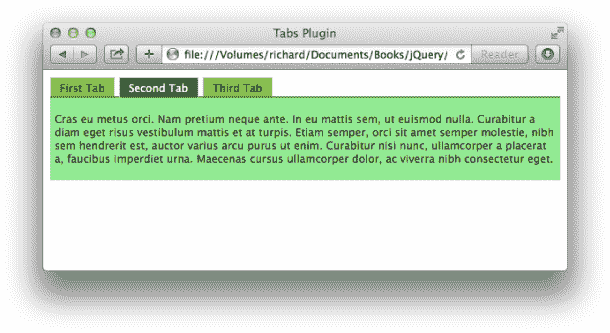 Tabs Plugin
file:///Volumes/richard/Documents/Books/jQuery/
Reader
First Tab
Second Tab
Third Tab
Cras eu metus orci. Nam pretium neque ante. In eu mattis sem, ut euismod nulla. Curabitur a
diam eget risus vestibulum mattis et at turpis. Etiam semper, orci sit amet semper molestie, nibh
sem hendrerit est, auctor varius arcu purus ut enim. Curabitur nisi nunc, ullamcorper a placerat
a, faucibus imperdiet urna. Maecenas cursus ullamcorper dolor, ac viverra nibh consectetur eget.